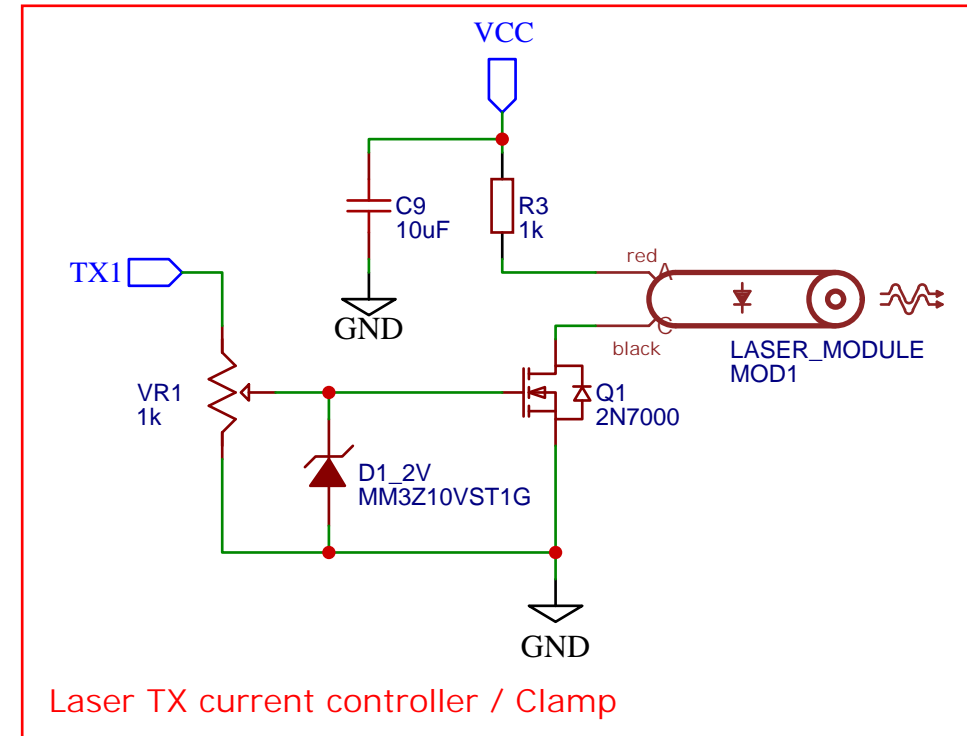 VCC
C9
10uF
R3
1k
red
A
TX1
GND
C
black
LASER_MODULE
MOD1
VR1
1k
Q1
2N7000
D1_2V
MM3Z10VST1G
GND
Laser TX current controller / Clamp